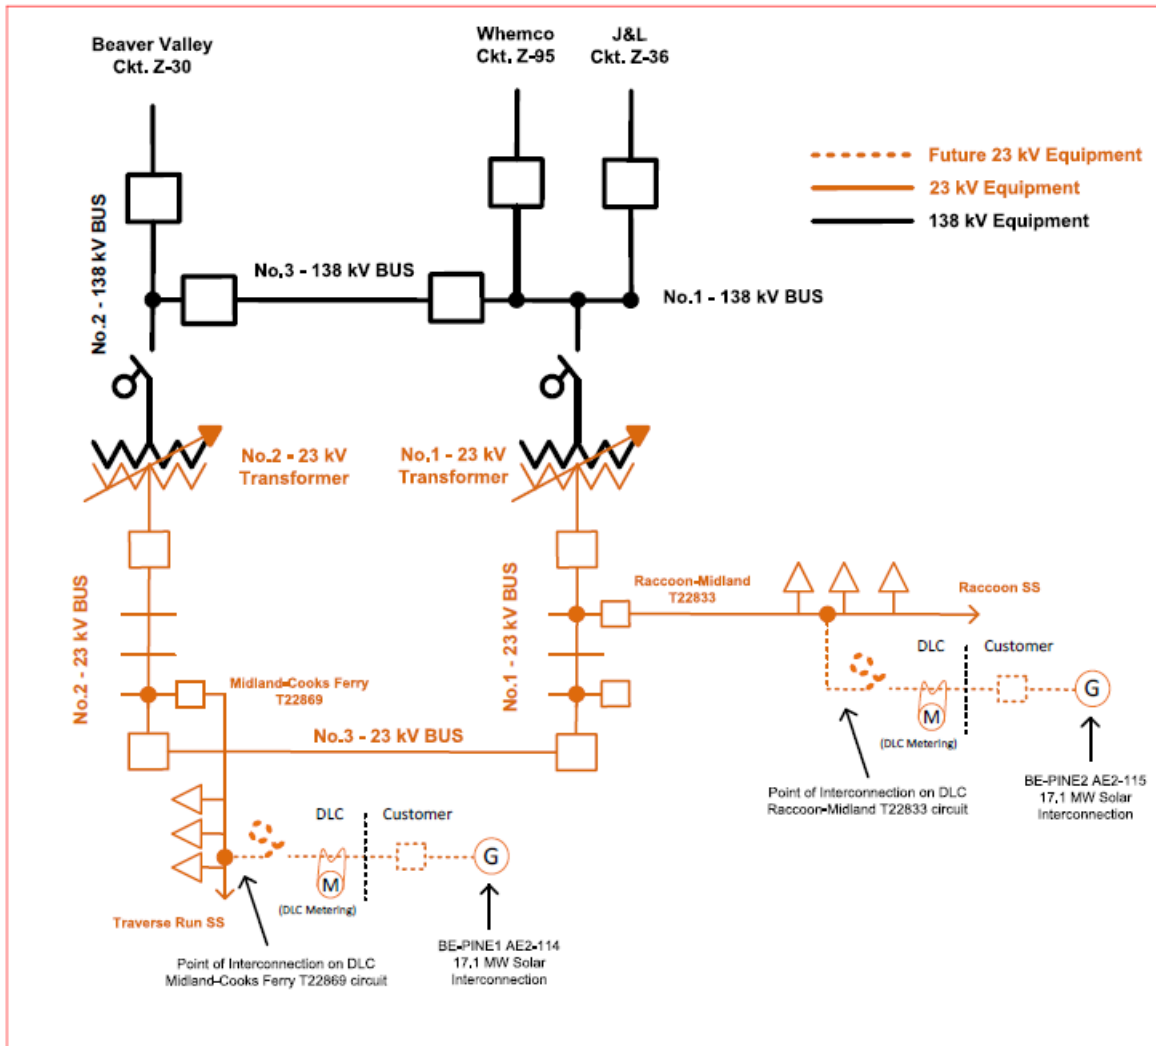 Beaver Valley
Ckt. Z-30
Whemco
Ckt. Z-95
J&L
Ckt. Z-36
Future 23 kV Equipment
23 kV Equipment
138 kV Equipment
No.2 - 138 kV BUS
No.3 - 138 kV BUS
No.1 - 138 kV BUS
No.2 - 23 kV
Transformer
No.1 - 23 kV
Transformer
No.2 - 23 kV BUS
No.1 - 23 kV BUS
Raccoon-Midland
T22833
Raccoon SS
DLC
Customer
M
G
(DLC Metering)
Midland-Cooks Ferry
T22869
No.3 - 23 kV BUS
Point of Interconnection on DLC
Raccoon-Midland T22833 circuit
BE-PINE2 AE2-115
17.1 MW Solar
Interconnection
DLC
Customer
M
G
(DLC Metering)
Traverse Run SS
Point of Interconnection on DLC
Midland-Cooks Ferry T22869 circuit
BE-PINE1 AE2-114
17.1 MW Solar
Interconnection